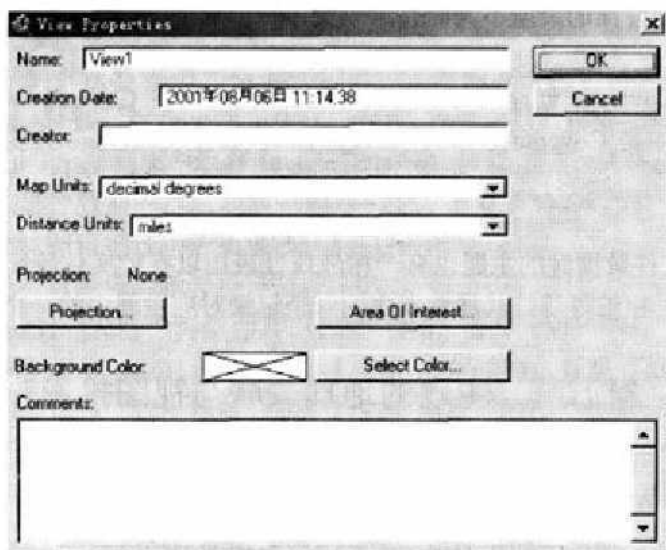 View Properties
Name: View1
OK
Creation Date: 2001年08月06日 11:14.38
Cancel
Creator:
Map Units: decimal degrees
Distance Units: miles
Projection: None
Projection...
Area Of Interest...
Background Color:
Select Color...
Comments: